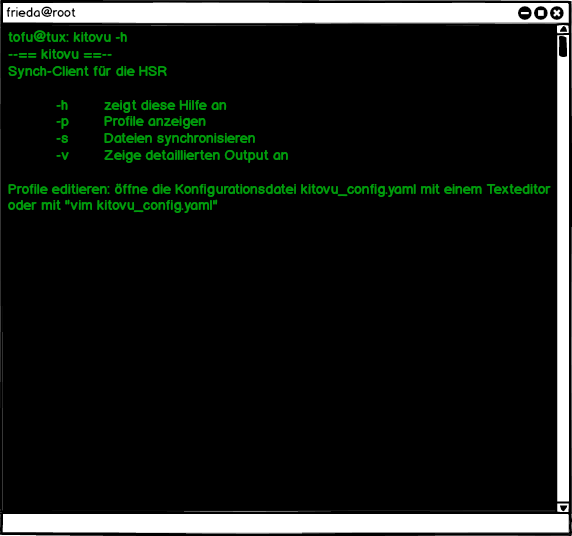 frieda@root
tofu@tux: kitovu -h
--== kitovu ==--
Synch-Client für die HSR
-h zeigt diese Hilfe an
-p Profile anzeigen
-s Dateien synchronisieren
-v Zeige detaillierten Output an
Profile editieren: öffne die Konfigurationsdatei kitovu_config.yaml mit einem Texteditor
oder mit "vim kitovu_config.yaml"